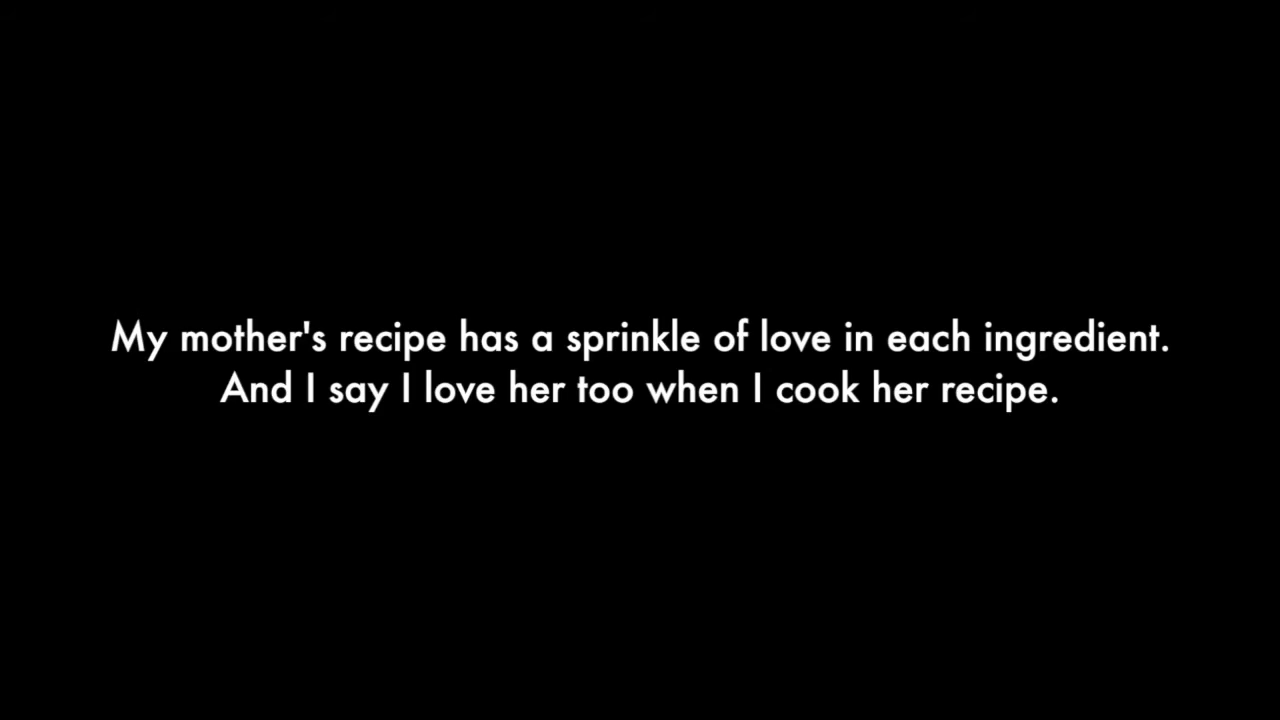 My mother's recipe has a sprinkle of love in each ingredient.
And I say I love her too when I cook her recipe.